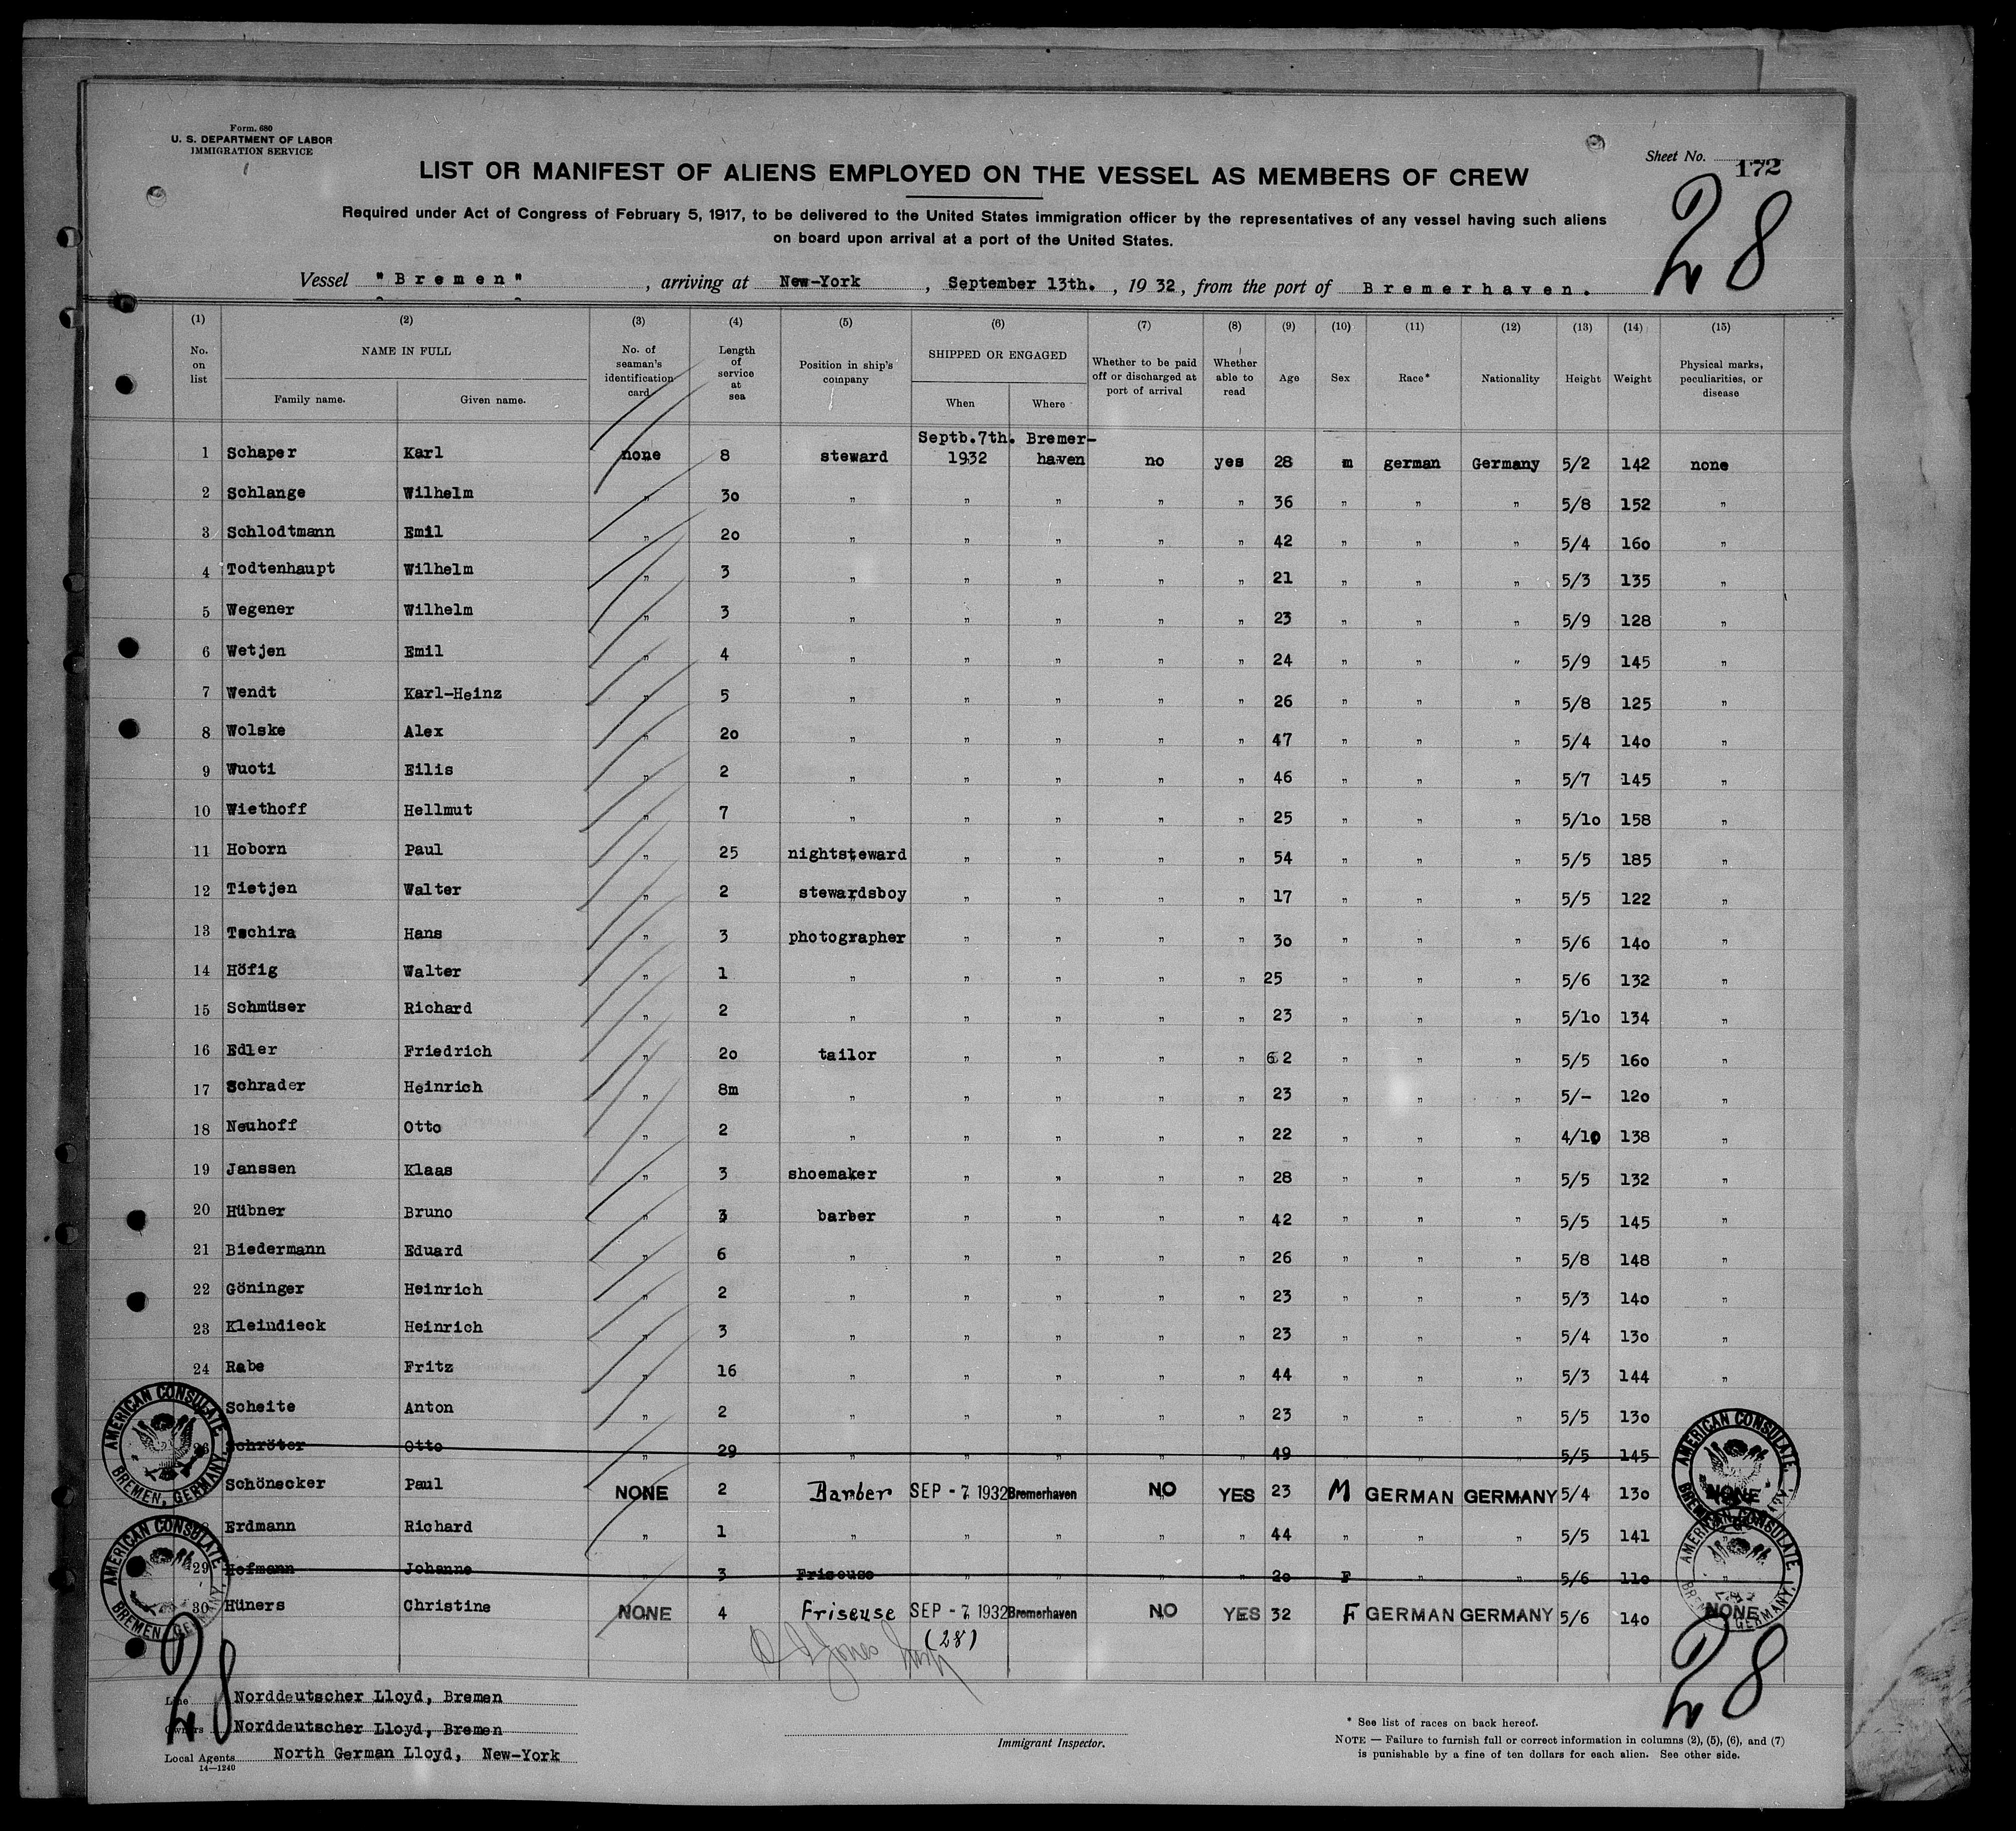 Form 680
U. S. DEPARTMENT OF LABOR
IMMIGRATION SERVICE
Sheet No. 172
LIST OR MANIFEST OF ALIENS EMPLOYED ON THE VESSEL AS MEMBERS OF CREW
28
Required under Act of Congress of February 5, 1917, to be delivered to the United States immigration officer by the representatives of any vessel having such aliens
on board upon arrival at a port of the United States.
Vessel "Bremen", arriving at New-York, September 13th., 1932, from the port of Bremerhaven.
(1) (2) (3) (4) (5) (6) (7) (8) (9) (10) (11) (12) (13) (14) (15)
No. on list
NAME IN FULL
Family name. Given name.
No. of seaman's identification card
Length of service at sea
Position in ship's company
SHIPPED OR ENGAGED
When Where
Whether to be paid off or discharged at port of arrival
Whether able to read
Age
Sex
Race*
Nationality
Height
Weight
Physical marks, peculiarities, or disease
Septb.7th. Bremer-
1 Schaper Karl none 8 steward 1932 haven no yes 28 m german Germany 5/2 142 none
2 Schlange Wilhelm " 30 " " " " " 36 " " " 5/8 152 "
3 Schlodtmann Emil " 20 " " " " " 42 " " " 5/4 160 "
4 Todtenhaupt Wilhelm " 3 " " " " " 21 " " " 5/3 135 "
5 Wegener Wilhelm " 3 " " " " " 23 " " " 5/9 128 "
6 Wetjen Emil " 4 " " " " " 24 " " " 5/9 145 "
7 Wendt Karl-Heinz " 5 " " " " " 26 " " " 5/8 125 "
8 Wolske Alex " 20 " " " " " 47 " " " 5/4 140 "
9 Wuoti Eilis " 2 " " " " " 46 " " " 5/7 145 "
10 Wiethoff Hellmut " 7 " " " " " 25 " " " 5/10 158 "
11 Hoborn Paul " 25 nightsteward " " " " 54 " " " 5/5 185 "
12 Tietjen Walter " 2 stewardsboy " " " " 17 " " " 5/5 122 "
13 Tschira Hans " 3 photographer " " " " 30 " " " 5/6 140 "
14 Höfig Walter " 1 " " " " " 25 " " " 5/6 132 "
15 Schmüser Richard " 2 " " " " " 23 " " " 5/10 134 "
16 Edler Friedrich " 20 tailor " " " " 62 " " " 5/5 160 "
17 Schrader Heinrich " 8m " " " " " 23 " " " 5/- 120 "
18 Neuhoff Otto " 2 " " " " " 22 " " " 4/10 138 "
19 Janssen Klaas " 3 shoemaker " " " " 28 " " " 5/5 132 "
20 Hübner Bruno " 3 barber " " " " 42 " " " 5/5 145 "
21 Biedermann Eduard " 6 " " " " " 26 " " " 5/8 148 "
22 Göninger Heinrich " 2 " " " " " 23 " " " 5/3 140 "
23 Kleindieck Heinrich " 3 " " " " " 23 " " " 5/4 130 "
24 Rabe Fritz " 16 " " " " " 44 " " " 5/3 144 "
Scheite Anton " 2 " " " " " 23 " " " 5/5 130
26 Schröter Otto " 29 " " " " " 49 " " " 5/5 145
Schönecker Paul NONE 2 Barber SEP - 7 1932 Bremerhaven NO YES 23 M GERMAN GERMANY 5/4 130 NONE
Erdmann Richard " 1 " " " " " 44 " " " 5/5 141
29 Hofmann Johanne " 3 Friseuse " " " " 20 F " " 5/6 110 "
30 Hüners Christine NONE 4 Friseuse SEP - 7 1932 Bremerhaven NO YES 32 F GERMAN GERMANY 5/6 140 NONE
AMERICAN CONSULATE, BREMEN, GERMANY.
AMERICAN CONSULATE, BREMEN, GERMANY.
AMERICAN CONSULATE, BREMEN, GERMANY.
AMERICAN CONSULATE, BREMEN, GERMANY.
(28)
28
28
Line Norddeutscher Lloyd, Bremen
Owners Norddeutscher Lloyd, Bremen
Local Agents North German Lloyd, New-York
14—1240
Immigrant Inspector.
* See list of races on back hereof.
NOTE — Failure to furnish full or correct information in columns (2), (5), (6), and (7)
is punishable by a fine of ten dollars for each alien. See other side.